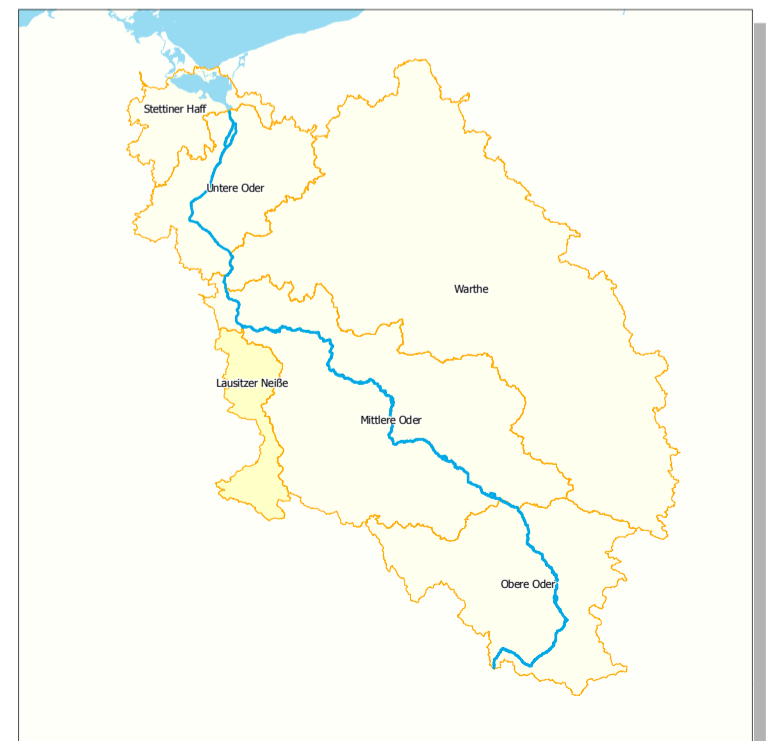 Stettiner Haff
Untere Oder
Warthe
Lausitzer Neiße
Mittlere Oder
Obere Oder